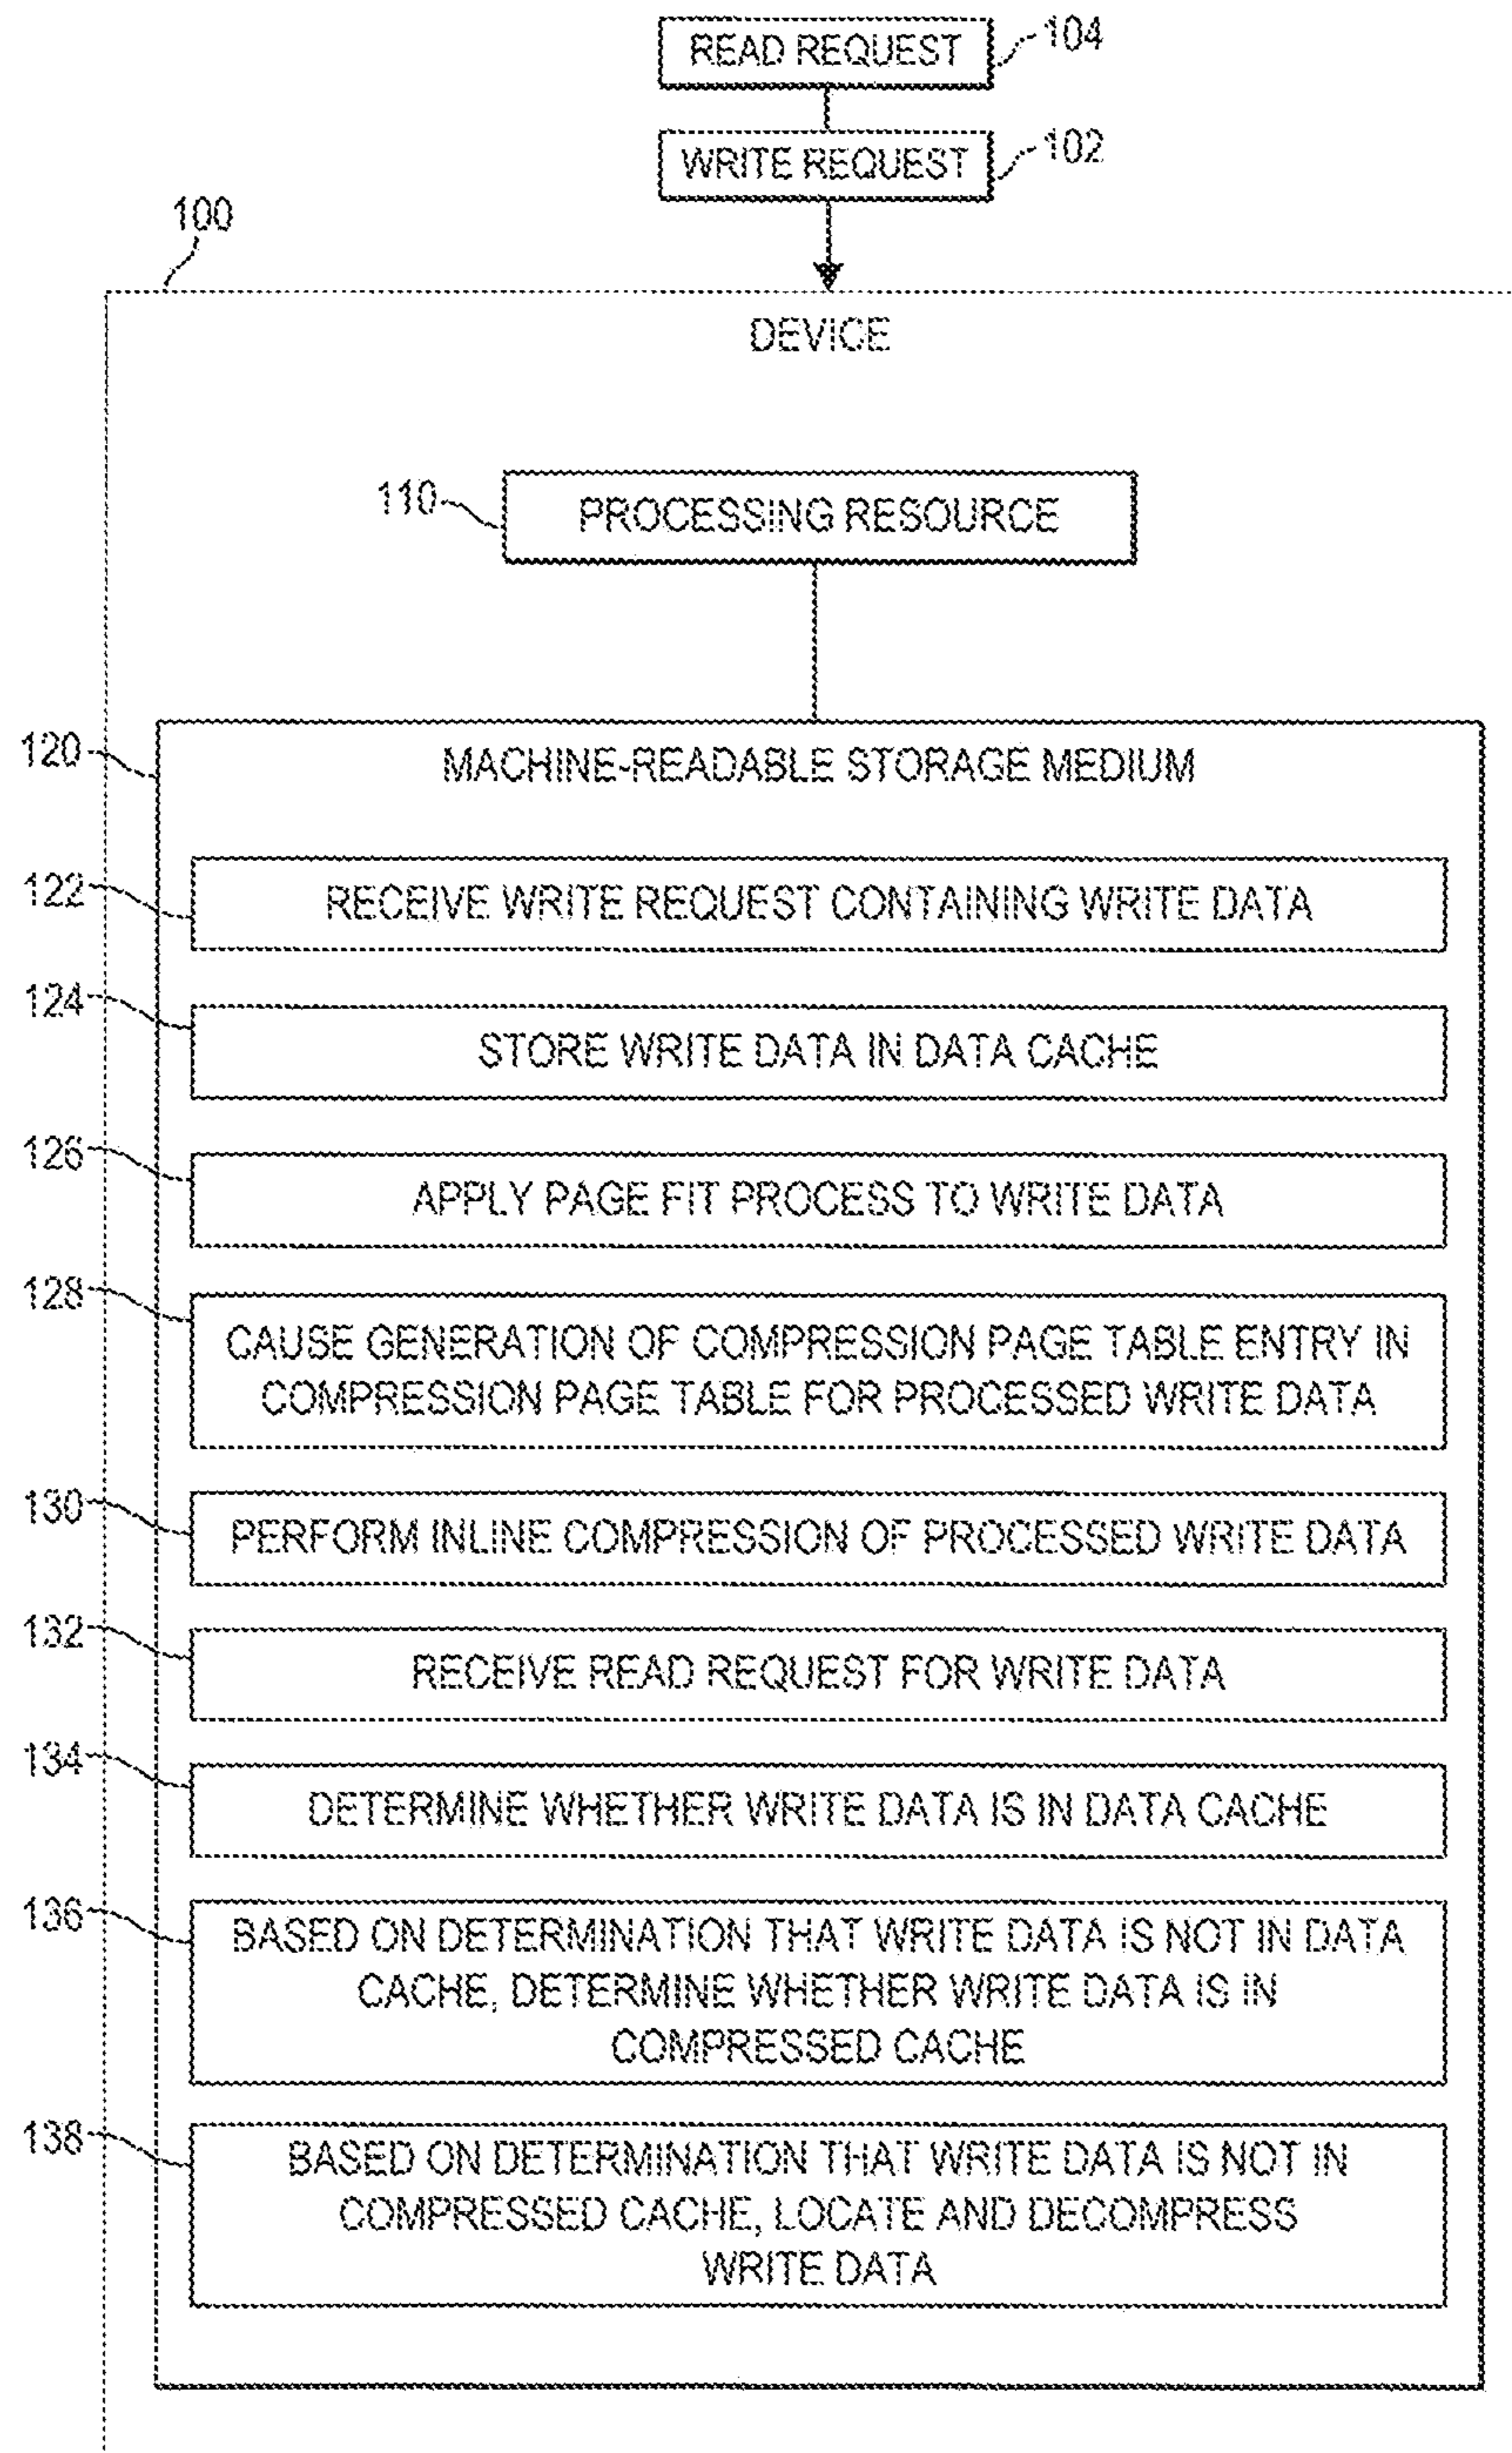 READ REQUEST
104
WRITE REQUEST
102
100
DEVICE
110
PROCESSING RESOURCE
120
MACHINE-READABLE STORAGE MEDIUM
122
RECEIVE WRITE REQUEST CONTAINING WRITE DATA
124
STORE WRITE DATA IN DATA CACHE
126
APPLY PAGE FIT PROCESS TO WRITE DATA
128
CAUSE GENERATION OF COMPRESSION PAGE TABLE ENTRY IN
COMPRESSION PAGE TABLE FOR PROCESSED WRITE DATA
130
PERFORM INLINE COMPRESSION OF PROCESSED WRITE DATA
132
RECEIVE READ REQUEST FOR WRITE DATA
134
DETERMINE WHETHER WRITE DATA IS IN DATA CACHE
136
BASED ON DETERMINATION THAT WRITE DATA IS NOT IN DATA
CACHE, DETERMINE WHETHER WRITE DATA IS IN
COMPRESSED CACHE
138
BASED ON DETERMINATION THAT WRITE DATA IS NOT IN
COMPRESSED CACHE, LOCATE AND DECOMPRESS
WRITE DATA